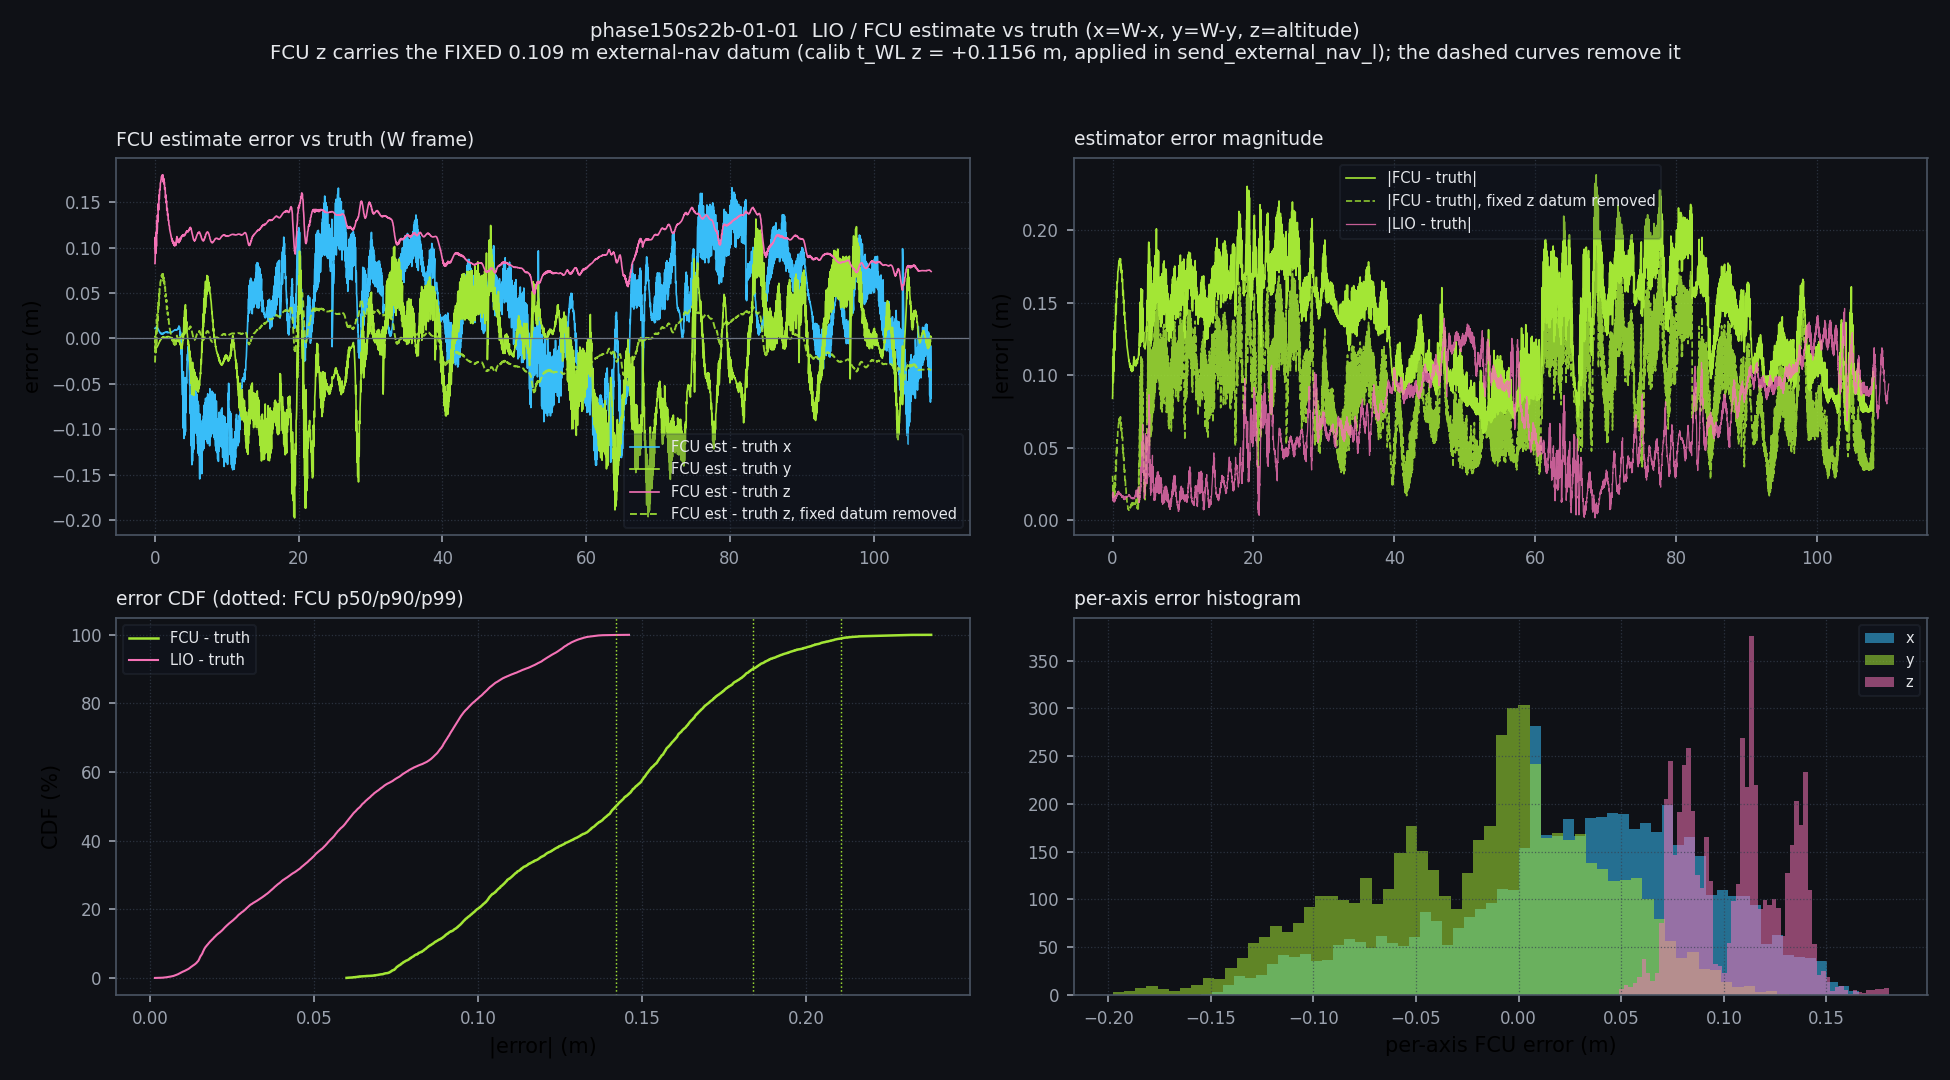 phase150s22b-01-01  LIO / FCU estimate vs truth (x=W-x, y=W-y, z=altitude)
FCU z carries the FIXED 0.109 m external-nav datum (calib t_WL z = +0.1156 m, applied in send_external_nav_l); the dashed curves remove it
FCU estimate error vs truth (W frame)
error (m)
0.15
0.10
0.05
0.00
−0.05
−0.10
−0.15
−0.20
FCU est - truth x
FCU est - truth y
FCU est - truth z
FCU est - truth z, fixed datum removed
0 20 40 60 80 100
estimator error magnitude
|error| (m)
0.20
0.15
0.10
0.05
0.00
|FCU - truth|
|FCU - truth|, fixed z datum removed
|LIO - truth|
0 20 40 60 80 100
error CDF (dotted: FCU p50/p90/p99)
CDF (%)
100
80
60
40
20
0
FCU - truth
LIO - truth
0.00 0.05 0.10 0.15 0.20
|error| (m)
per-axis error histogram
350
300
250
200
150
100
50
0
x
y
z
−0.20 −0.15 −0.10 −0.05 0.00 0.05 0.10 0.15
per-axis FCU error (m)